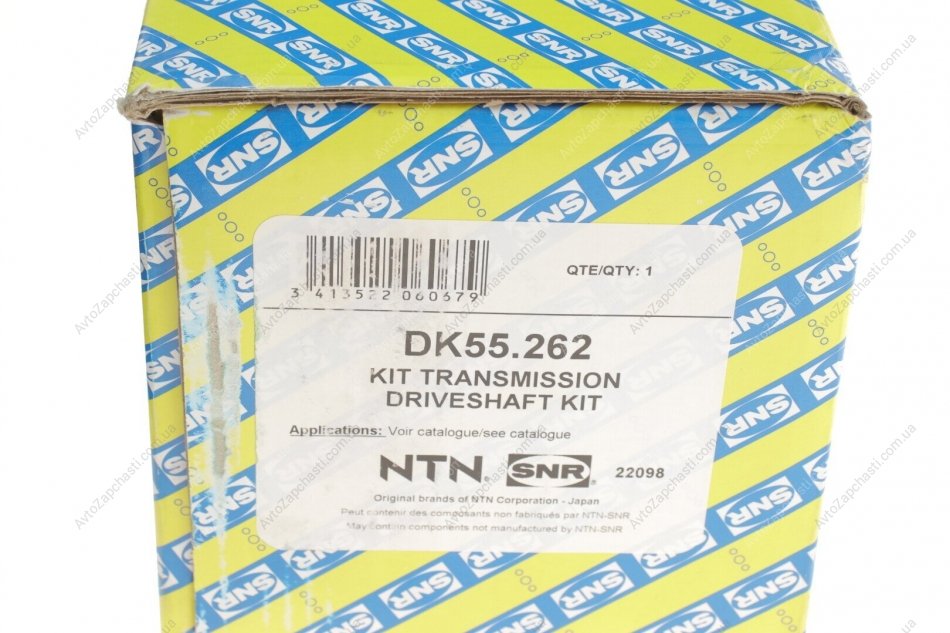 QTE/QTY: 1
3 413522 060679
DK55.262
KIT TRANSMISSION
DRIVESHAFT KIT
Applications: Voir catalogue/see catalogue
NTN® SNR® 22098
Original brands of NTN Corporation - Japan
Peut contenir des composants non fabriqués par NTN-SNR
May contain components not manufactured by NTN-SNR
SNR
AvtoZapchasti.com.ua